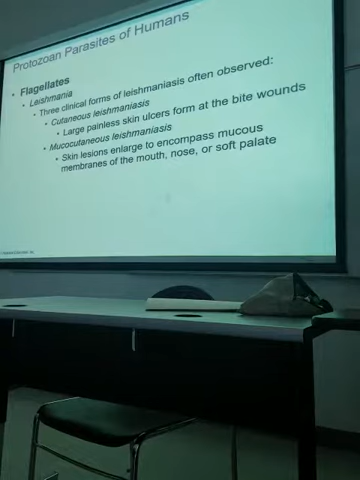 Protozoan Parasites of Humans
• Flagellates
• Leishmania
• Three clinical forms of leishmaniasis often observed:
• Cutaneous leishmaniasis
• Large painless skin ulcers form at the bite wounds
• Mucocutaneous leishmaniasis
• Skin lesions enlarge to encompass mucous
membranes of the mouth, nose, or soft palate